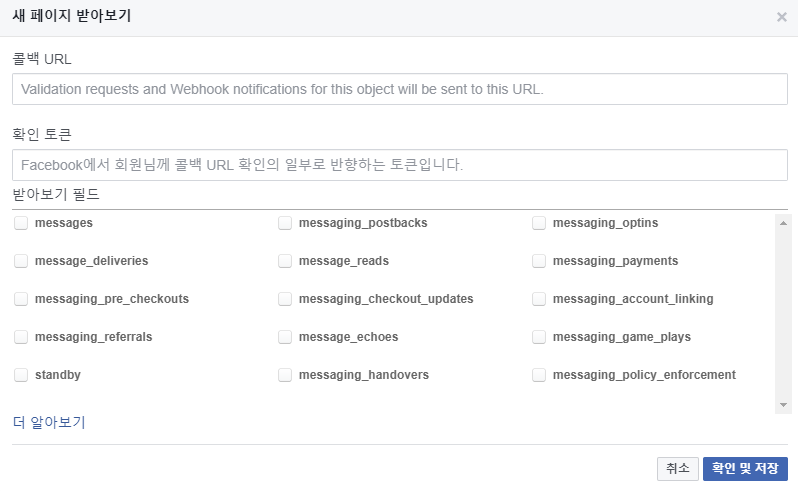 새 페이지 받아보기
콜백 URL
Validation requests and Webhook notifications for this object will be sent to this URL.
확인 토큰
Facebook에서 회원님께 콜백 URL 확인의 일부로 반향하는 토큰입니다.
받아보기 필드
messages messaging_postbacks messaging_optins
message_deliveries message_reads messaging_payments
messaging_pre_checkouts messaging_checkout_updates messaging_account_linking
messaging_referrals message_echoes messaging_game_plays
standby messaging_handovers messaging_policy_enforcement
더 알아보기
취소 확인 및 저장